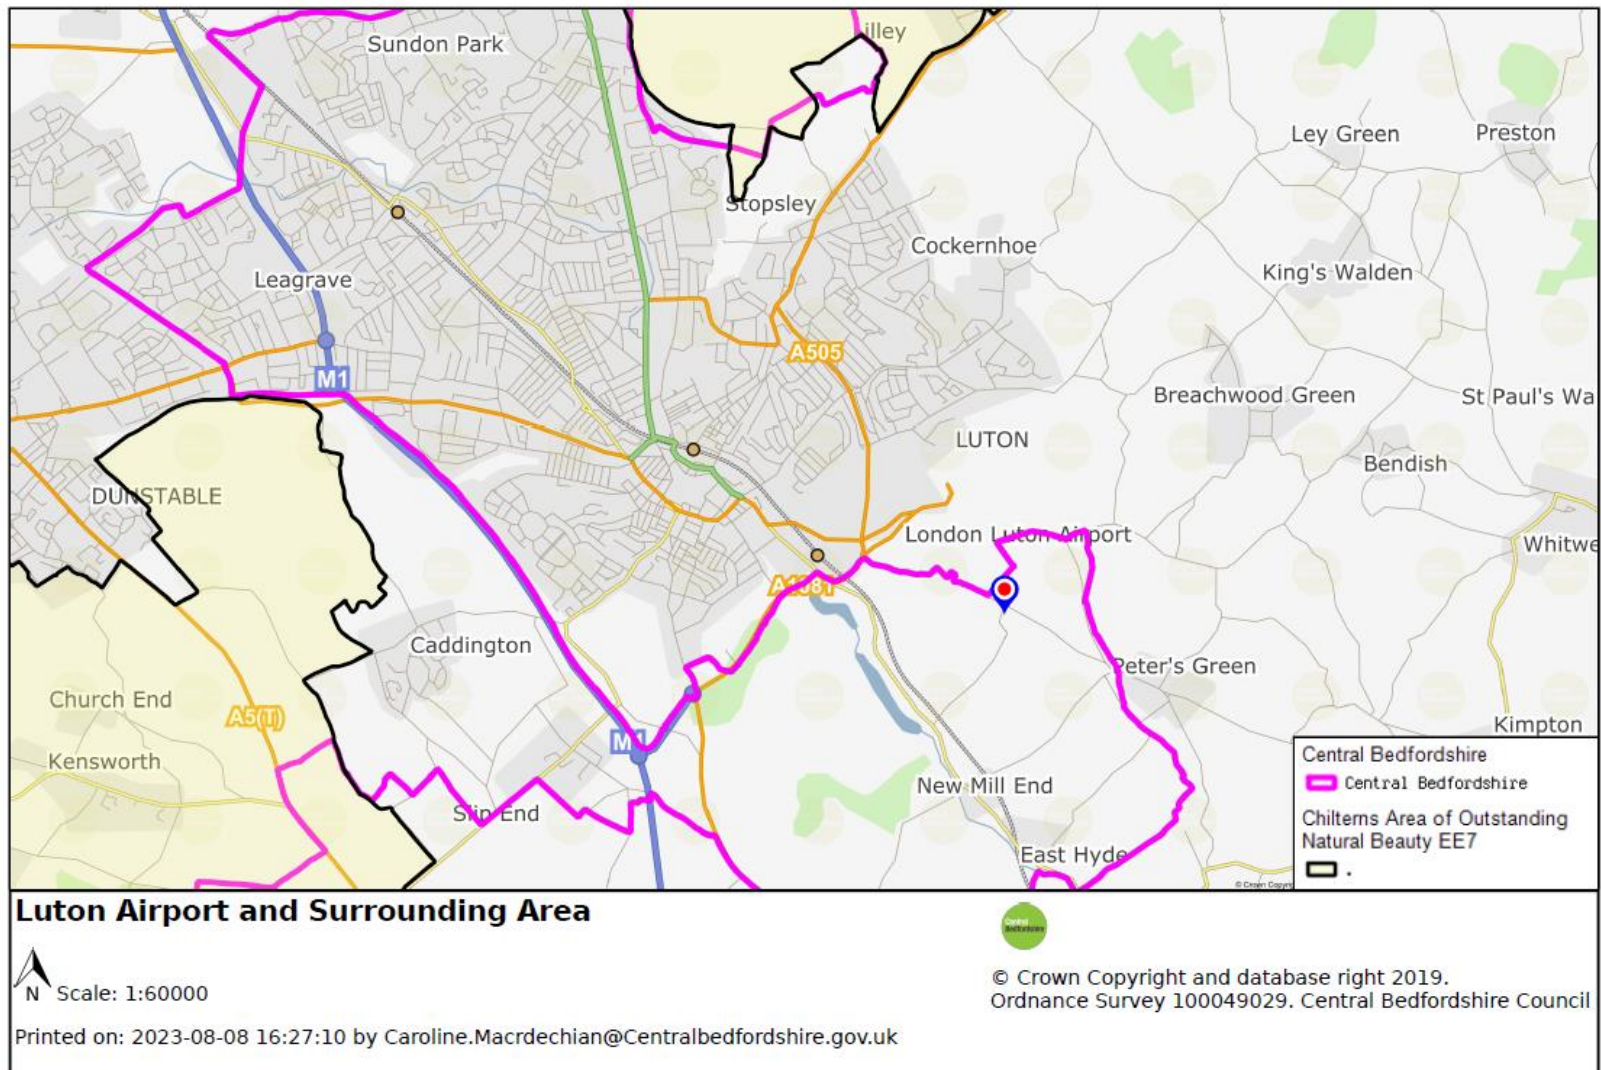 Sundon Park
illey
Ley Green
Preston
Stopsley
Cockernhoe
King's Walden
Leagrave
A505
M1
Breachwood Green
St Paul's Wa
LUTON
Bendish
DUNSTABLE
London Luton Airport
Whitwe
A1081
Caddington
Peter's Green
Church End
A5(T)
Kimpton
M1
Kensworth
New Mill End
Slip End
East Hyde
Central Bedfordshire
Central Bedfordshire
Chilterns Area of Outstanding
Natural Beauty EE7
.
© Crown Copyri
Luton Airport and Surrounding Area
Central
Bedfordshire
N
Scale: 1:60000
© Crown Copyright and database right 2019.
Ordnance Survey 100049029. Central Bedfordshire Council
Printed on: 2023-08-08 16:27:10 by Caroline.Macrdechian@Centralbedfordshire.gov.uk